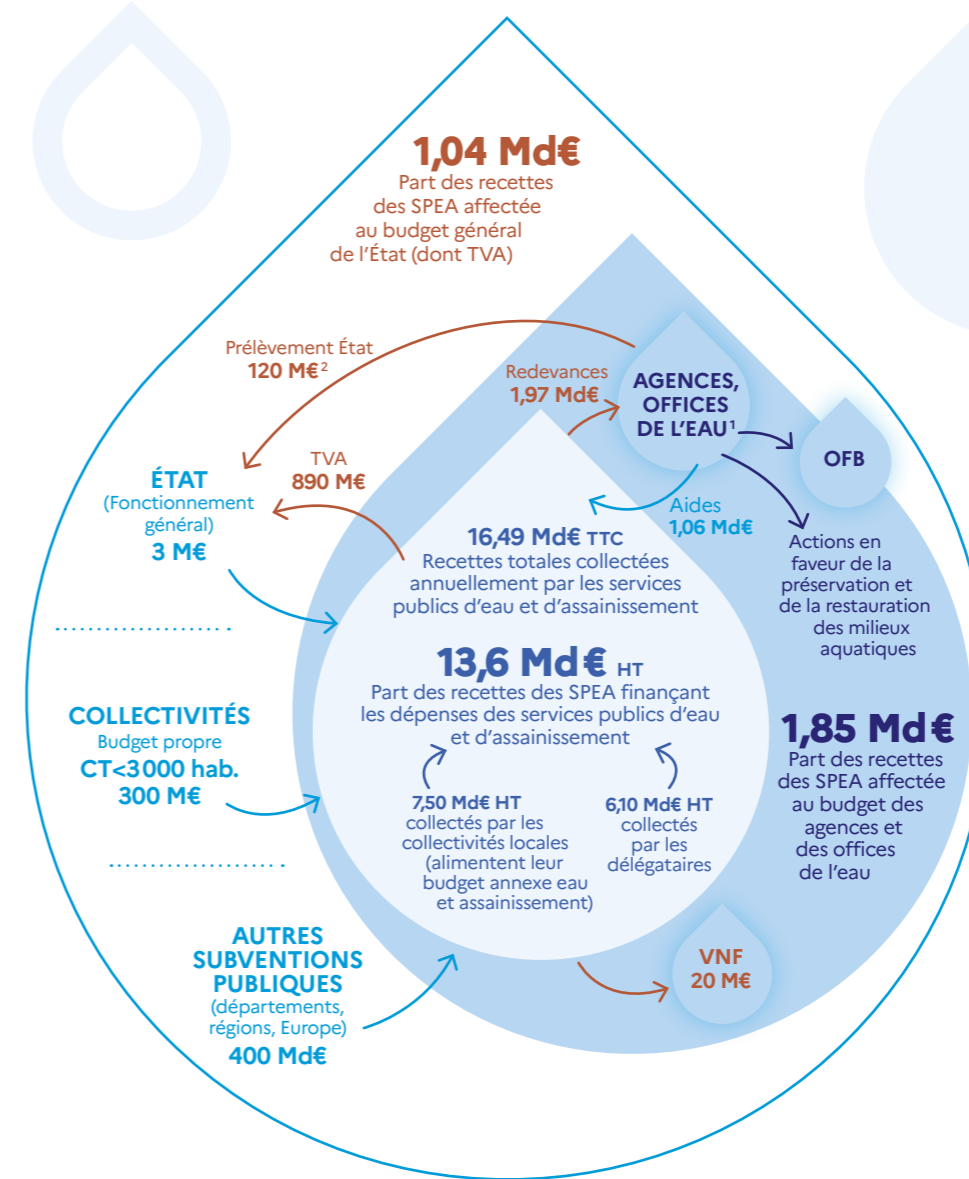 1,04 Md€
Part des recettes
des SPEA affectée
au budget général
de l'État (dont TVA)
Prélèvement État
120 M€²
Redevances
1,97 Md€
AGENCES,
OFFICES
DE L'EAU¹
OFB
TVA
890 M€
ÉTAT
(Fonctionnement
général)
3 M€
Aides
1,06 Md€
Actions en
faveur de la
préservation et
de la restauration
des milieux
aquatiques
16,49 Md€ TTC
Recettes totales collectées
annuellement par les services
publics d'eau et d'assainissement
13,6 Md€ HT
Part des recettes des SPEA finançant
les dépenses des services publics d'eau
et d'assainissement
COLLECTIVITÉS
Budget propre
CT<3 000 hab.
300 M€
7,50 Md€ HT
collectés par les
collectivités locales
(alimentent leur
budget annexe eau
et assainissement)
6,10 Md€ HT
collectés
par les
délégataires
1,85 Md€
Part des recettes
des SPEA affectée
au budget des
agences et
des offices
de l'eau
AUTRES
SUBVENTIONS
PUBLIQUES
(départements,
régions, Europe)
400 Md€
VNF
20 M€